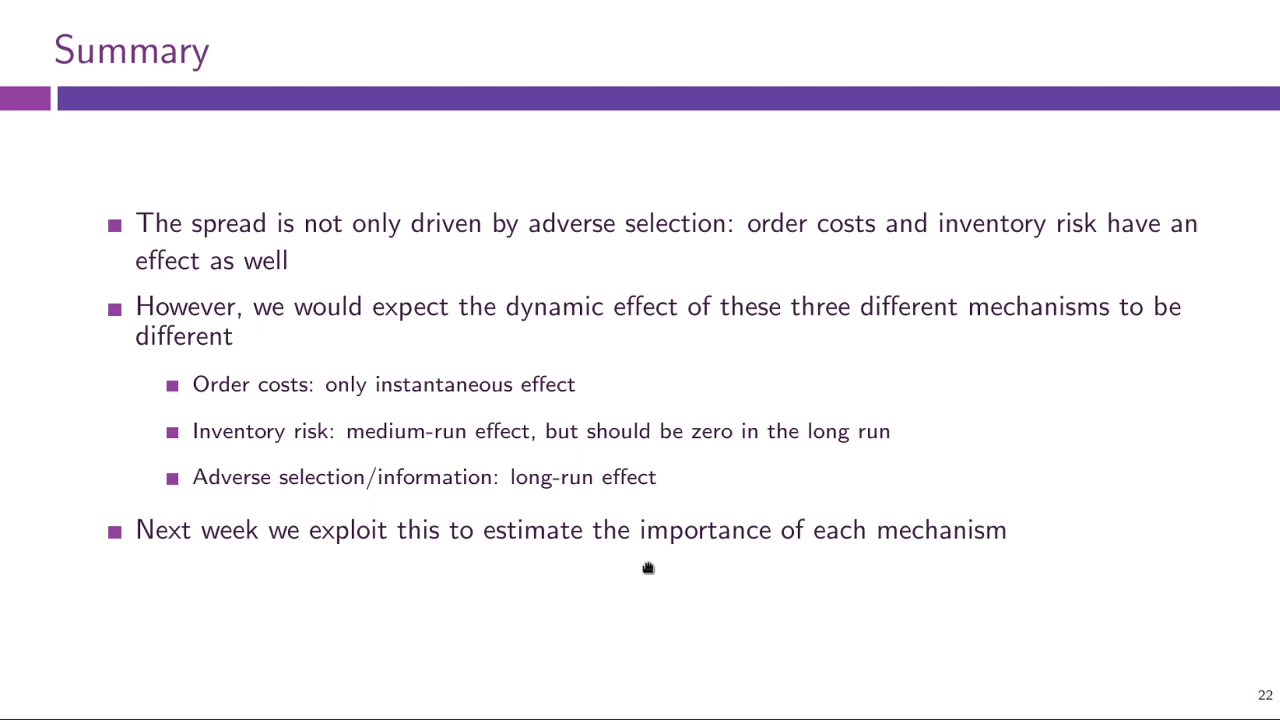 Summary
The spread is not only driven by adverse selection: order costs and inventory risk have an
effect as well
However, we would expect the dynamic effect of these three different mechanisms to be
different
Order costs: only instantaneous effect
Inventory risk: medium-run effect, but should be zero in the long run
Adverse selection/information: long-run effect
Next week we exploit this to estimate the importance of each mechanism
22